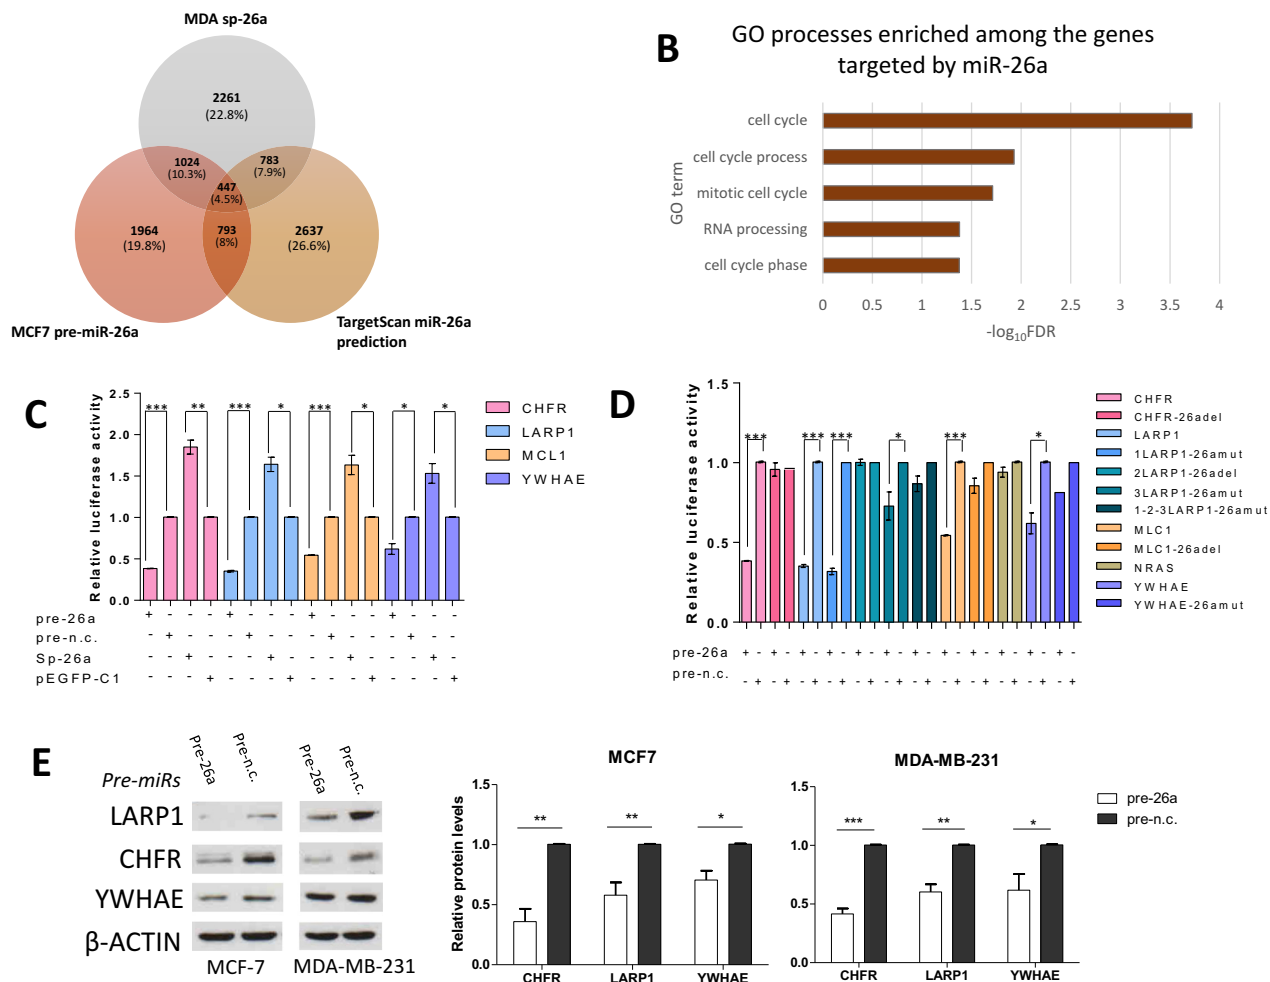 MDA sp-26a
2261
(22.8%)
1024
(10.3%)
783
(7.9%)
447
(4.5%)
1964
(19.8%)
793
(8%)
2637
(26.6%)
MCF7 pre-miR-26a
TargetScan miR-26a
prediction
B
GO processes enriched among the genes
targeted by miR-26a
GO term
cell cycle
cell cycle process
mitotic cell cycle
RNA processing
cell cycle phase
0 0.5 1 1.5 2 2.5 3 3.5 4
-log10FDR
C
Relative luciferase activity
2.5
2.0
1.5
1.0
0.5
0.0
*** ** *** * *** * * *
CHFR
LARP1
MCL1
YWHAE
pre-26a + - - - + - - - + - - - + - - -
pre-n.c. - + - - - + - - - + - - - + - -
Sp-26a - - + - - - + - - - + - - - + -
pEGFP-C1 - - - + - - - + - - - + - - - +
D
Relative luciferase activity
1.5
1.0
0.5
0.0
*** *** *** * *** *
CHFR
CHFR-26adel
LARP1
1LARP1-26amut
2LARP1-26adel
3LARP1-26amut
1-2-3LARP1-26amut
MLC1
MLC1-26adel
NRAS
YWHAE
YWHAE-26amut
pre-26a + - + - + - + - + - + - + - + - + - + - + - + -
pre-n.c. - + - + - + - + - + - + - + - + - + - + - + - +
E
Pre-miRs
Pre-26a
Pre-n.c.
Pre-26a
Pre-n.c.
LARP1
CHFR
YWHAE
β-ACTIN
MCF-7
MDA-MB-231
MCF7
Relative protein levels
1.5
1.0
0.5
0.0
** ** *
CHFR LARP1 YWHAE
MDA-MB-231
1.5
1.0
0.5
0.0
*** ** *
CHFR LARP1 YWHAE
pre-26a
pre-n.c.